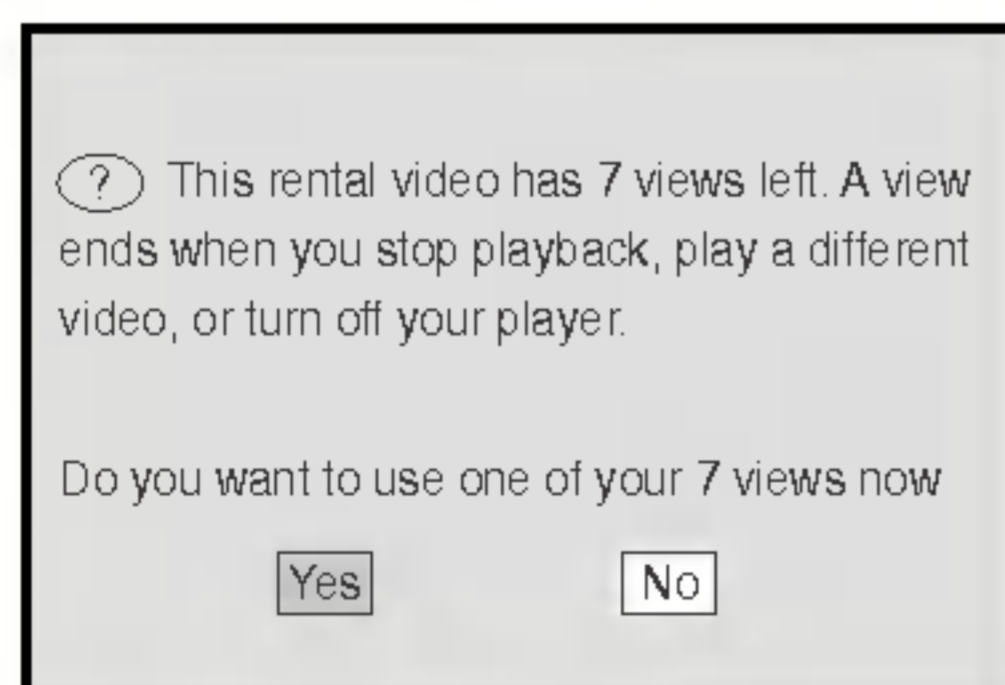 ? This rental video has 7 views left. A view
ends when you stop playback, play a different
video, or turn off your player.
Do you want to use one of your 7 views now
Yes No